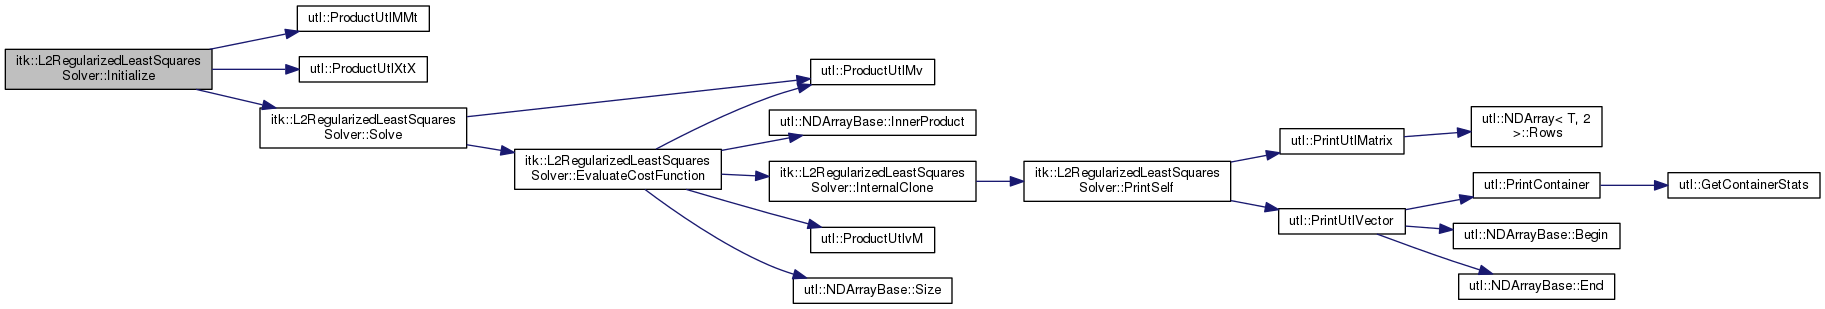 itk::L2RegularizedLeastSquares
Solver::Initialize
utl::ProductUtlMMt
utl::ProductUtlXtX
itk::L2RegularizedLeastSquares
Solver::Solve
utl::ProductUtlMv
utl::NDArrayBase::InnerProduct
itk::L2RegularizedLeastSquares
Solver::EvaluateCostFunction
itk::L2RegularizedLeastSquares
Solver::InternalClone
utl::ProductUtlvM
utl::NDArrayBase::Size
itk::L2RegularizedLeastSquares
Solver::PrintSelf
utl::PrintUtlMatrix
utl::NDArray< T, 2
>::Rows
utl::PrintUtlVector
utl::PrintContainer
utl::GetContainerStats
utl::NDArrayBase::Begin
utl::NDArrayBase::End